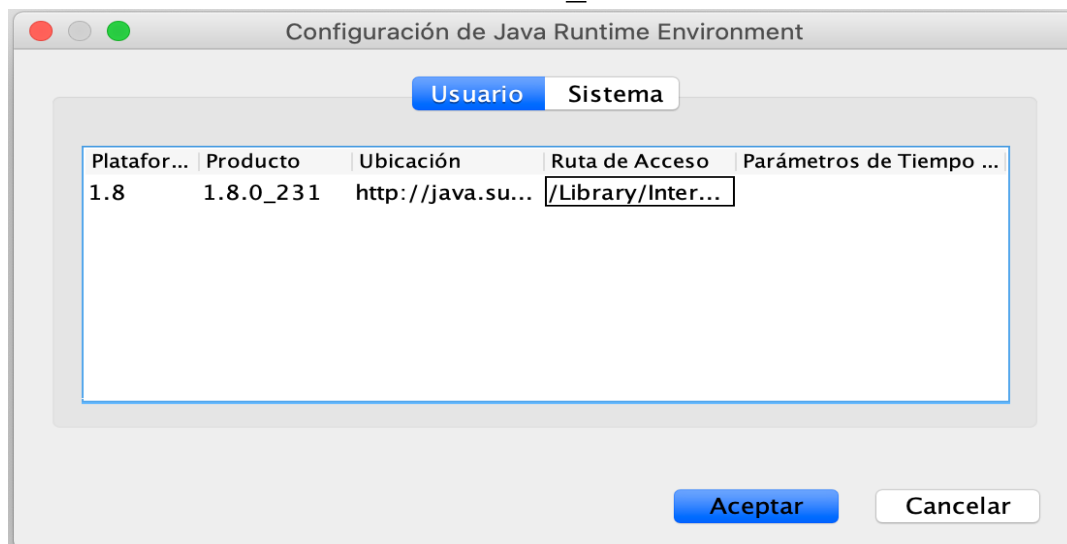 Configuración de Java Runtime Environment
Usuario Sistema
Platafor... Producto Ubicación Ruta de Acceso Parámetros de Tiempo ...
1.8 1.8.0_231 http://java.su... /Library/Inter...
Aceptar Cancelar